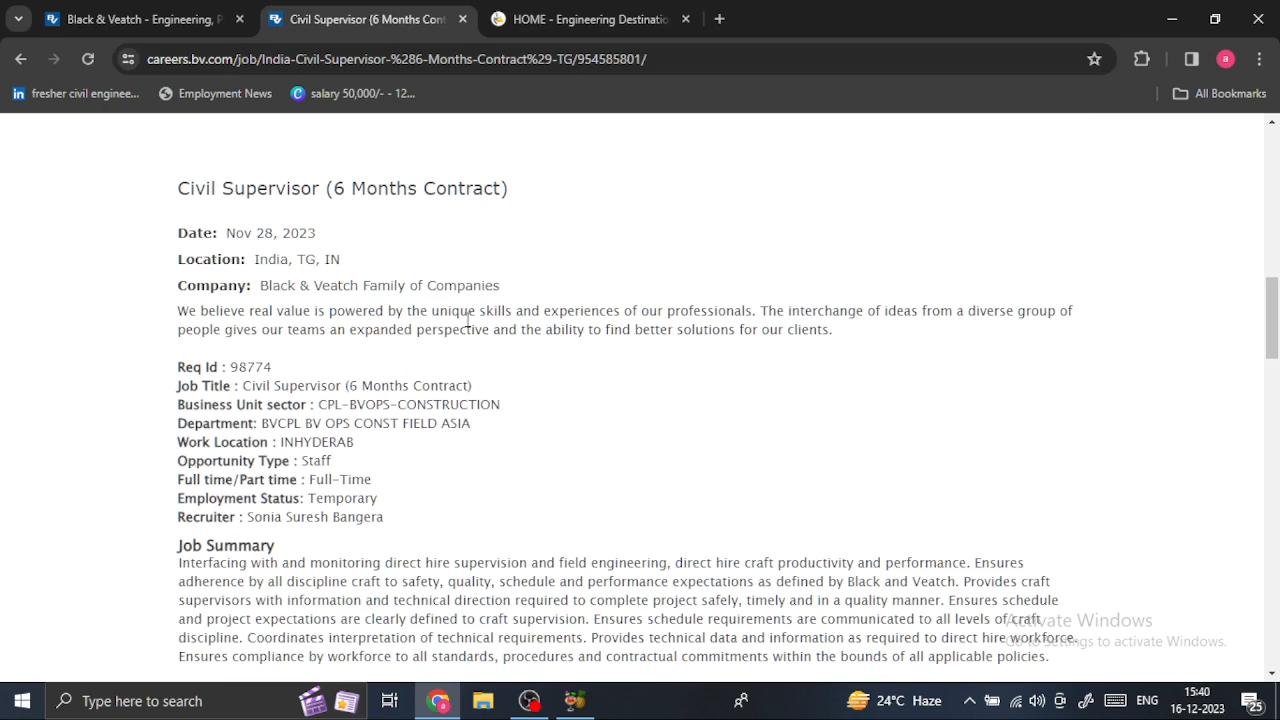 Black & Veatch - Engineering, P
Civil Supervisor (6 Months Cont
HOME - Engineering Destinatio
careers.bv.com/job/India-Civil-Supervisor-%286-Months-Contract%29-TG/954585801/
a
fresher civil enginee...
Employment News
salary 50,000/- - 12...
All Bookmarks
Civil Supervisor (6 Months Contract)
Date: Nov 28, 2023
Location: India, TG, IN
Company: Black & Veatch Family of Companies
We believe real value is powered by the unique skills and experiences of our professionals. The interchange of ideas from a diverse group of
people gives our teams an expanded perspective and the ability to find better solutions for our clients.
Req Id : 98774
Job Title : Civil Supervisor (6 Months Contract)
Business Unit sector : CPL-BVOPS-CONSTRUCTION
Department: BVCPL BV OPS CONST FIELD ASIA
Work Location : INHYDERAB
Opportunity Type : Staff
Full time/Part time : Full-Time
Employment Status: Temporary
Recruiter : Sonia Suresh Bangera
Job Summary
Interfacing with and monitoring direct hire supervision and field engineering, direct hire craft productivity and performance. Ensures
adherence by all discipline craft to safety, quality, schedule and performance expectations as defined by Black and Veatch. Provides craft
supervisors with information and technical direction required to complete project safely, timely and in a quality manner. Ensures schedule
and project expectations are clearly defined to craft supervision. Ensures schedule requirements are communicated to all levels of craft
discipline. Coordinates interpretation of technical requirements. Provides technical data and information as required to direct hire workforce.
Ensures compliance by workforce to all standards, procedures and contractual commitments within the bounds of all applicable policies.
Activate Windows
Go to Settings to activate Windows.
Type here to search
24°C Haze
ENG
15:40
16-12-2023
25